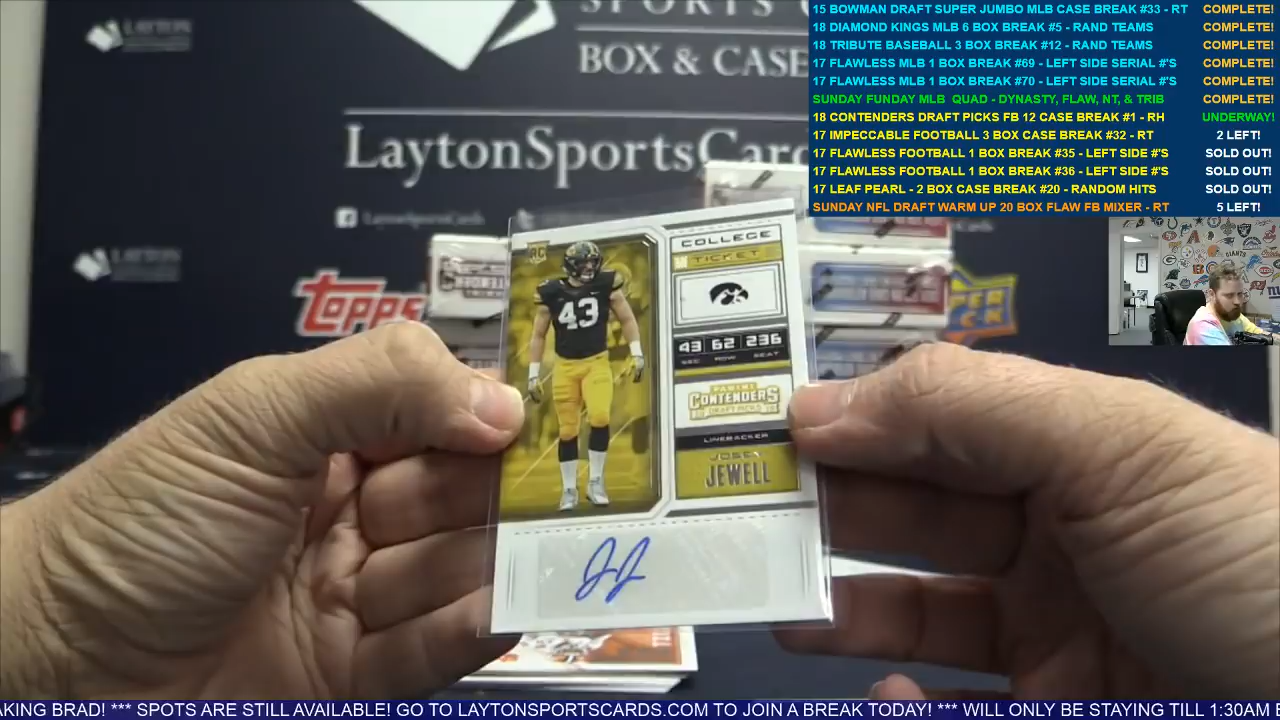 15 BOWMAN DRAFT SUPER JUMBO MLB CASE BREAK #33 - RT COMPLETE!
18 DIAMOND KINGS MLB 6 BOX BREAK #5 - RAND TEAMS COMPLETE!
18 TRIBUTE BASEBALL 3 BOX BREAK #12 - RAND TEAMS COMPLETE!
17 FLAWLESS MLB 1 BOX BREAK #69 - LEFT SIDE SERIAL #'S COMPLETE!
17 FLAWLESS MLB 1 BOX BREAK #70 - LEFT SIDE SERIAL #'S COMPLETE!
SUNDAY FUNDAY MLB QUAD - DYNASTY, FLAW, NT, & TRIB COMPLETE!
18 CONTENDERS DRAFT PICKS FB 12 CASE BREAK #1 - RH UNDERWAY!
17 IMPECCABLE FOOTBALL 3 BOX CASE BREAK #32 - RT 2 LEFT!
17 FLAWLESS FOOTBALL 1 BOX BREAK #35 - LEFT SIDE #'S SOLD OUT!
17 FLAWLESS FOOTBALL 1 BOX BREAK #36 - LEFT SIDE #'S SOLD OUT!
17 LEAF PEARL - 2 BOX CASE BREAK #20 - RANDOM HITS SOLD OUT!
SUNDAY NFL DRAFT WARM UP 20 BOX FLAW FB MIXER - RT 5 LEFT!
LAYTON
SPORTS C
BOX & CASE
LaytonSportsCard
LaytonSportsCards
topps
RC
43
COLLEGE
TICKET
43 62 236
SEC ROW SEAT
PANINI
CONTENDERS
DRAFT PICKS
LINEBACKER
JOSEY
JEWELL
JJ
AKING BRAD! *** SPOTS ARE STILL AVAILABLE! GO TO LAYTONSPORTSCARDS.COM TO JOIN A BREAK TODAY! *** WILL ONLY BE STAYING TILL 1:30AM E